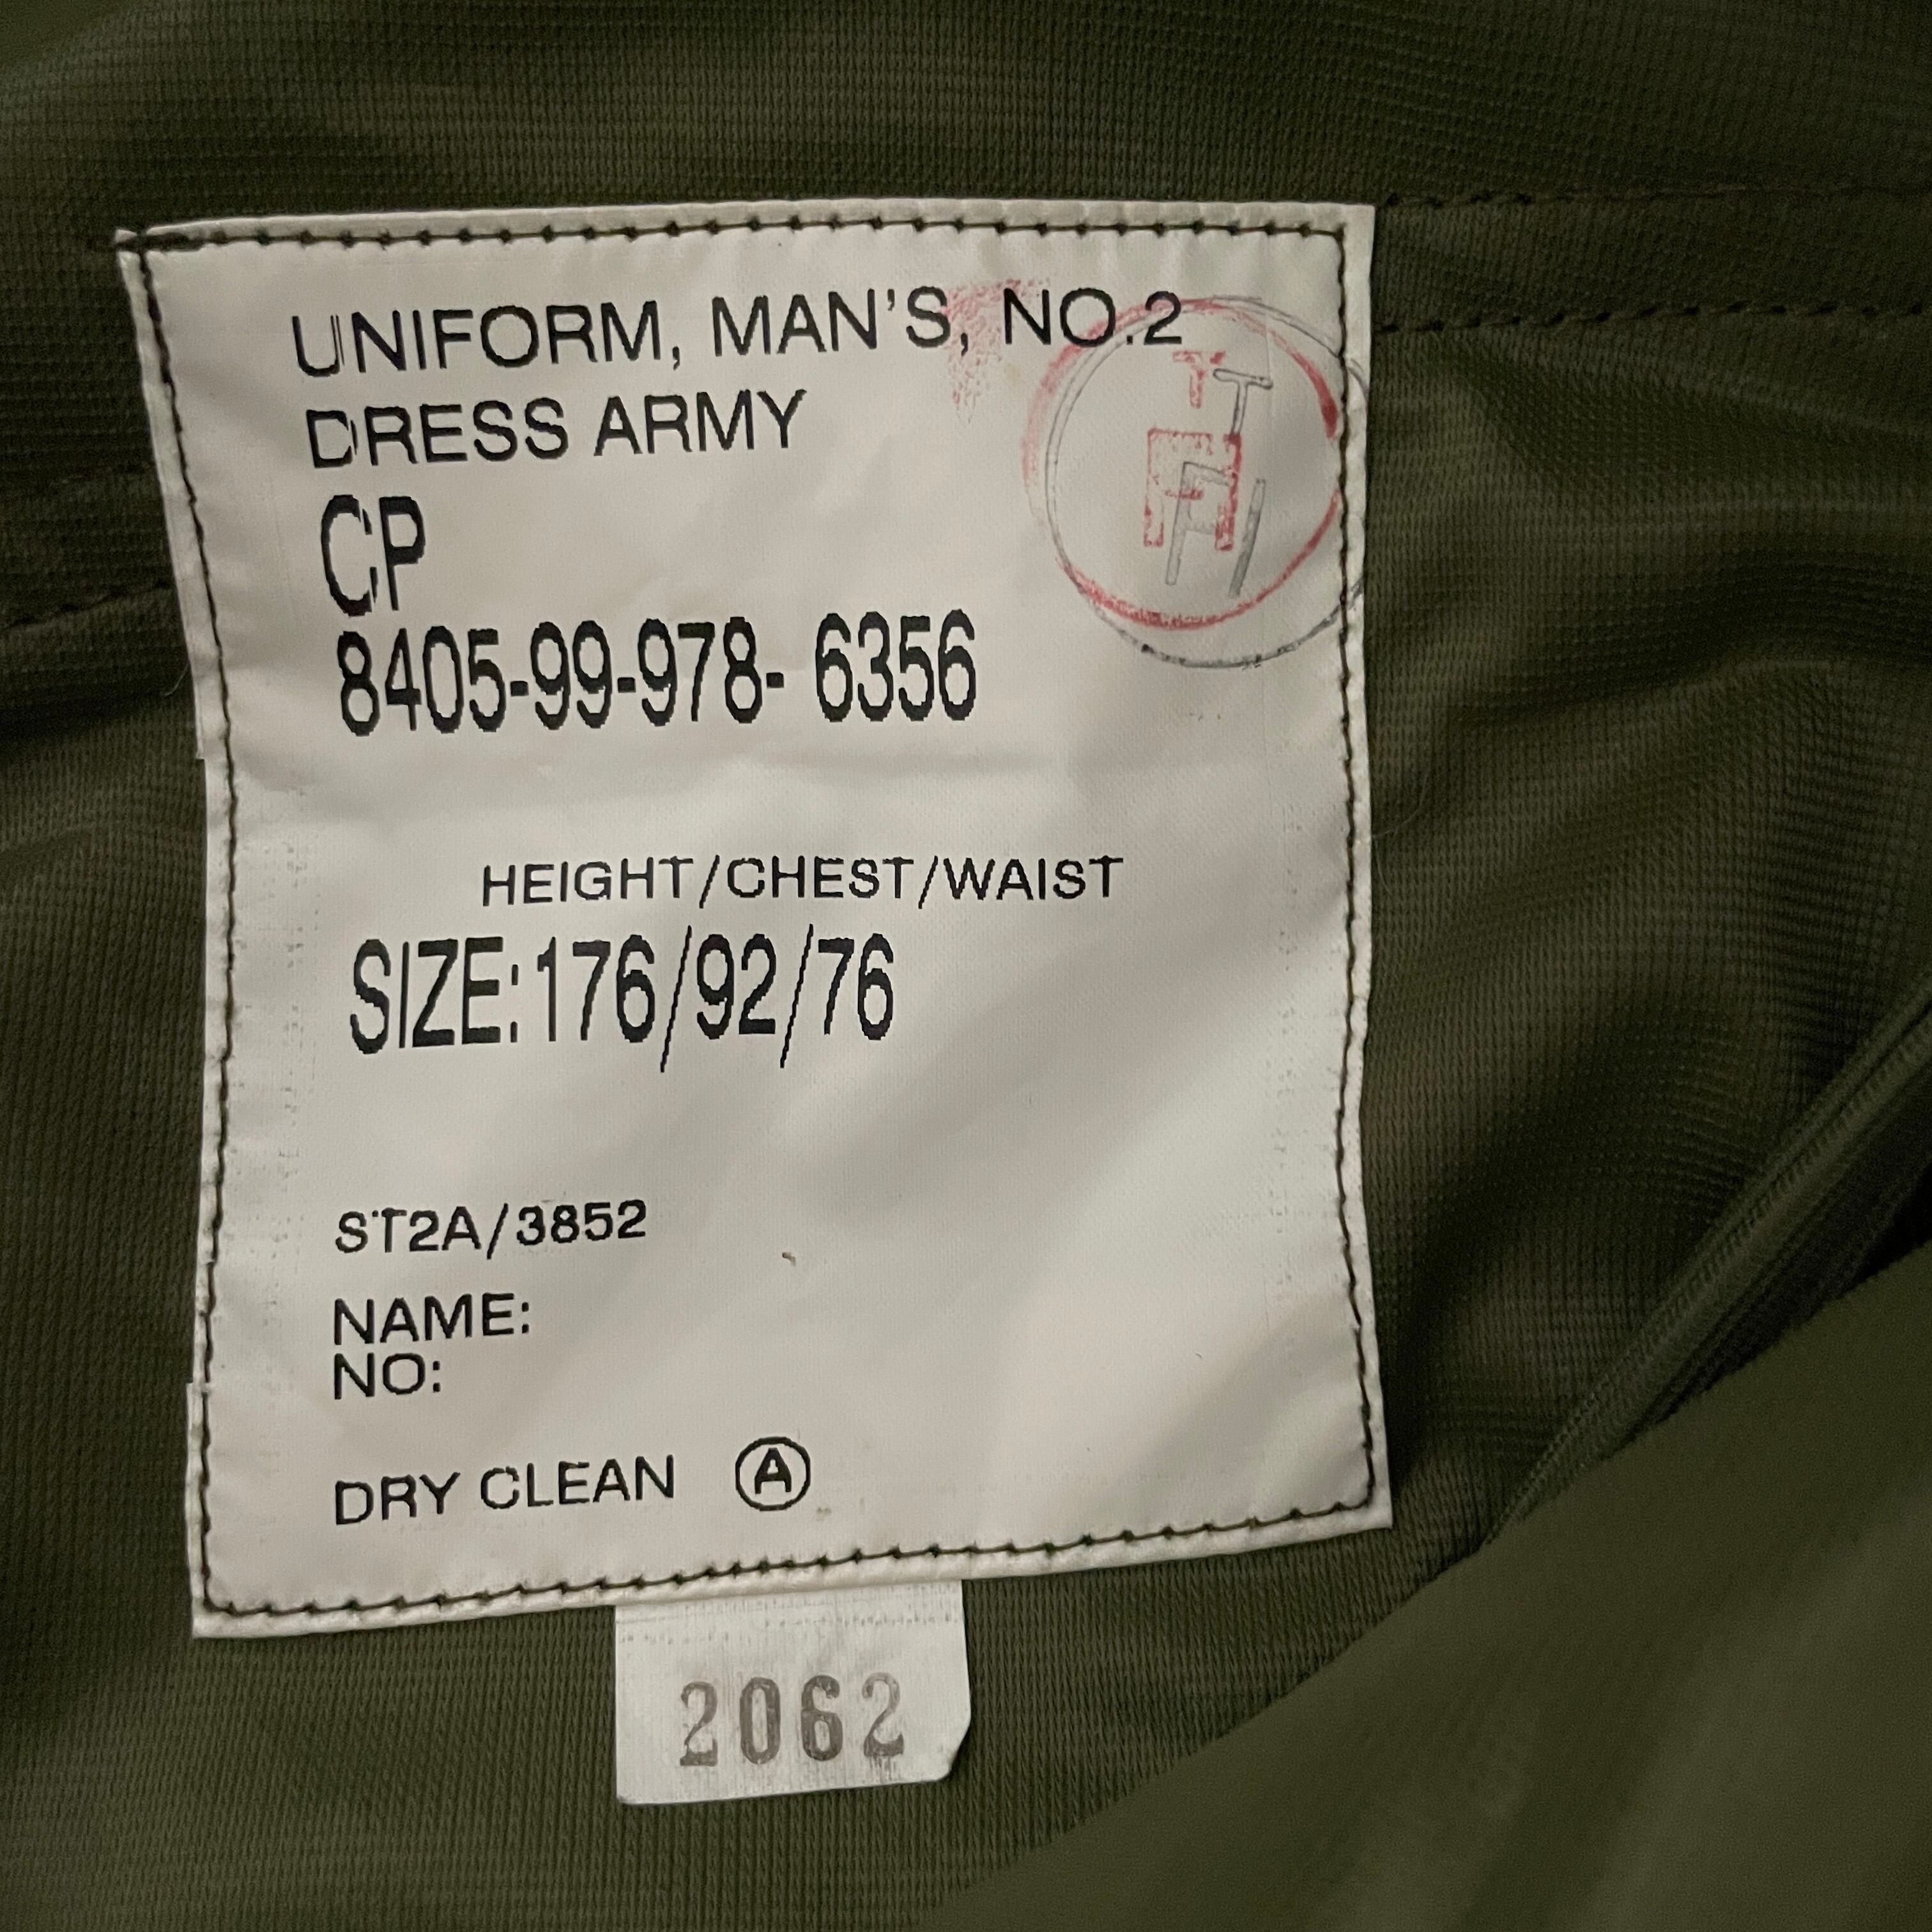 UNIFORM, MAN'S, NO.2
DRESS ARMY
CP
8405-99-978- 6356
HEIGHT/CHEST/WAIST
SIZE:176/92/76
ST2A/3852
NAME:
NO:
DRY CLEAN Ⓐ
2062